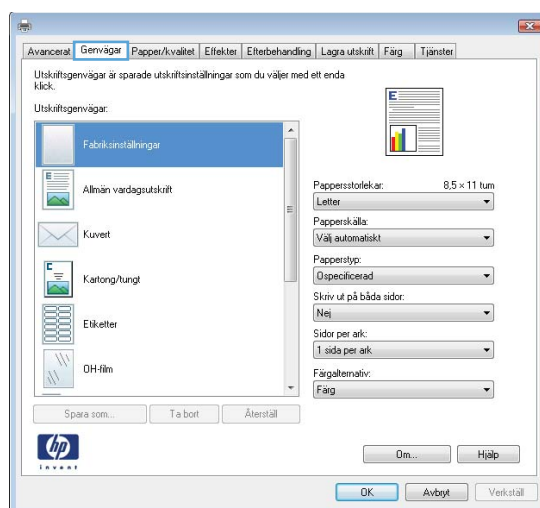 Avancerat Genvägar Papper/kvalitet Effekter Efterbehandling Lagra utskrift Färg Tjänster
Utskriftsgenvägar är sparade utskriftsinställningar som du väljer med ett enda
klick.
Utskriftsgenvägar:
Fabriksinställningar
Allmän vardagsutskrift
Kuvert
Kartong/tungt
Etiketter
OH-film
Spara som... Ta bort Återställ
E
Pappersstorlekar: 8,5 × 11 tum
Letter
Papperskälla:
Välj automatiskt
Papperstyp:
Ospecificerad
Skriv ut på båda sidor:
Nej
Sidor per ark:
1 sida per ark
Färgalternativ:
Färg
hp
invent
Om... Hjälp
OK Avbryt Verkställ